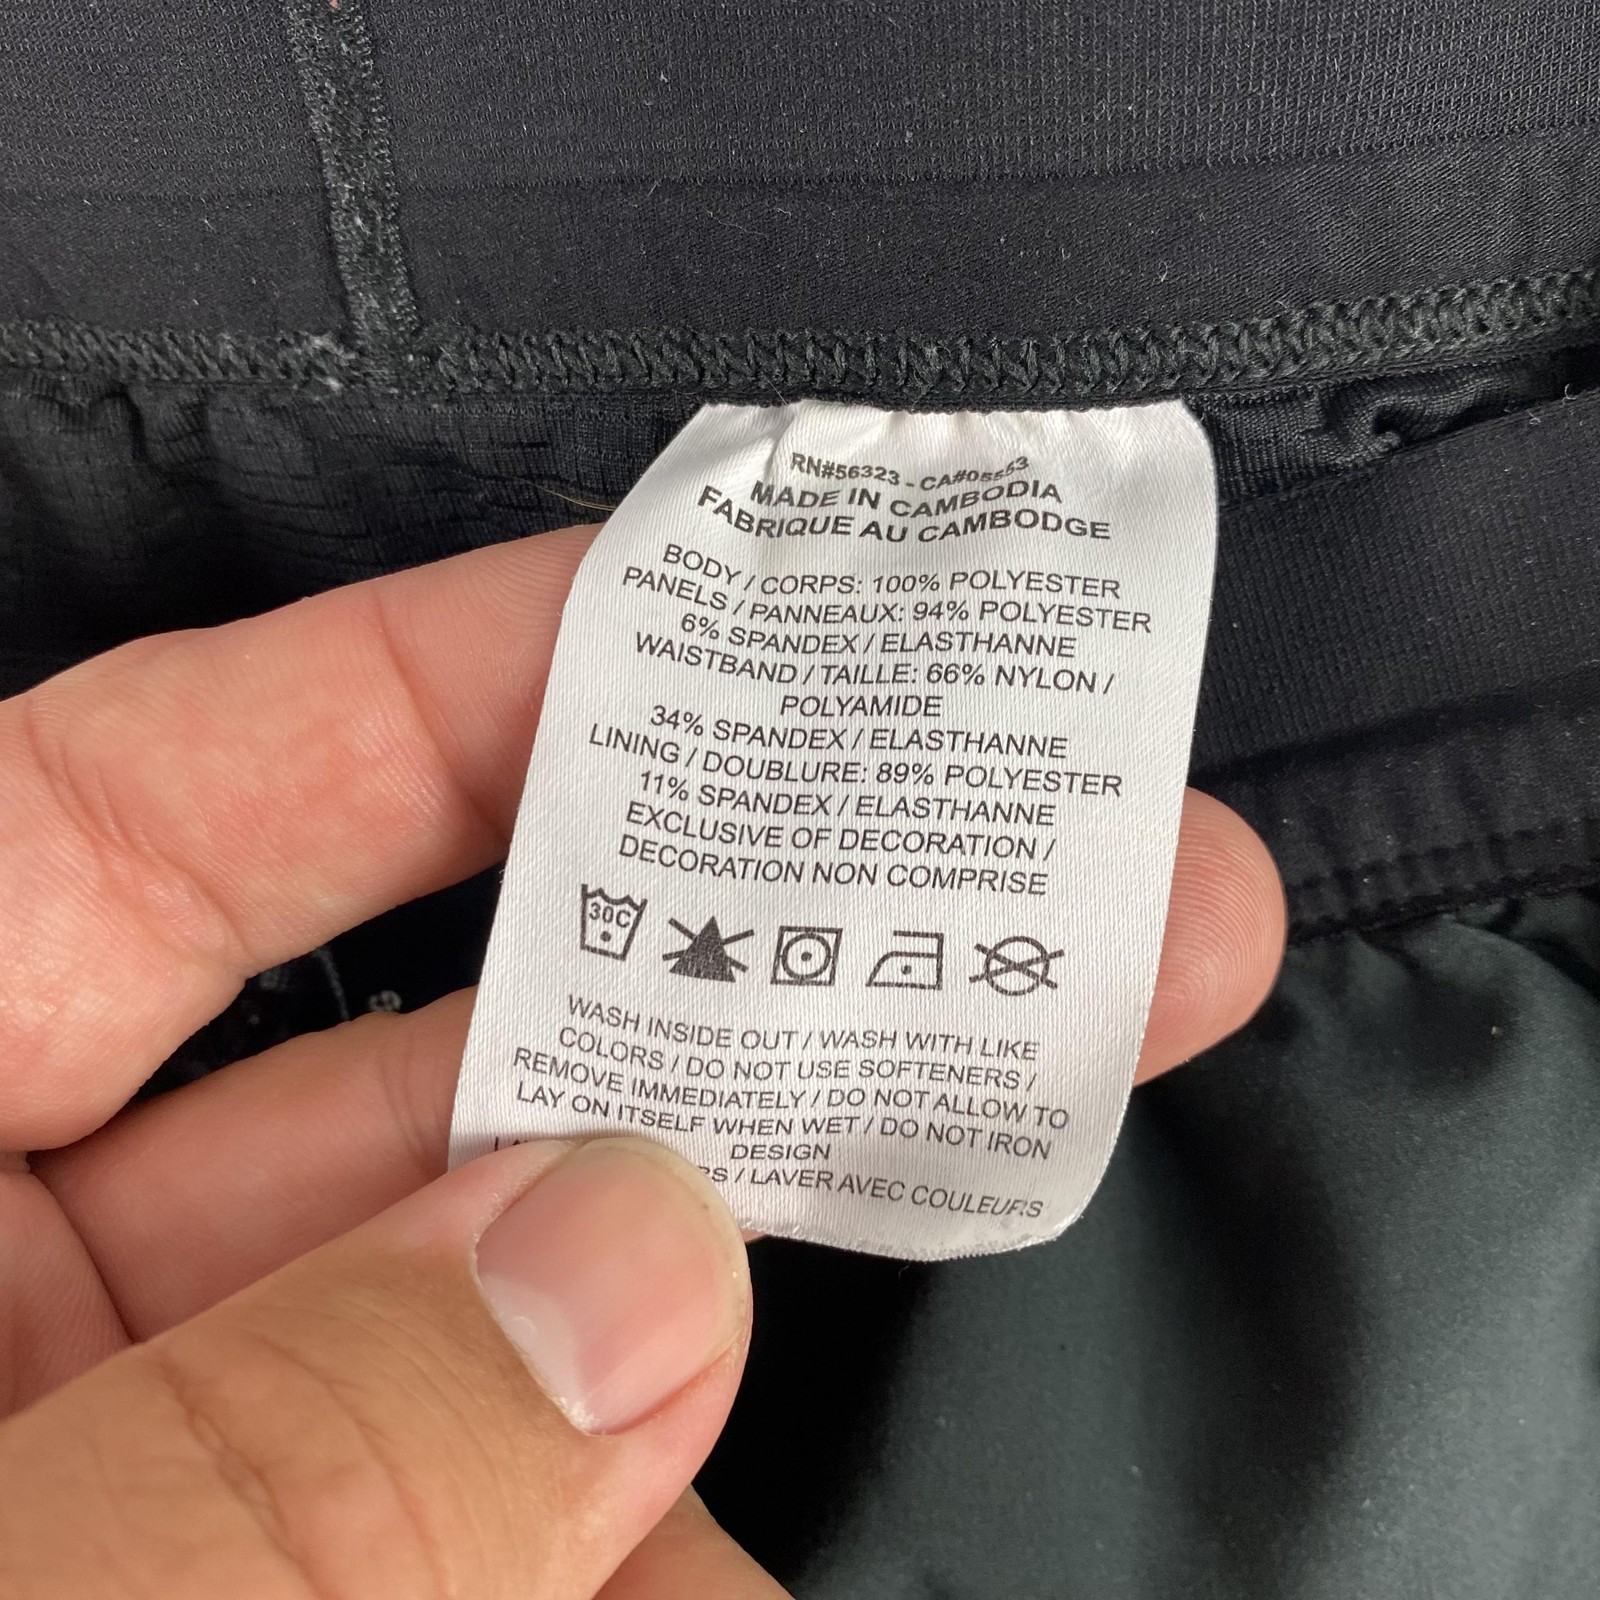 RN#56323 - CA#05553
MADE IN CAMBODIA
FABRIQUE AU CAMBODGE
BODY / CORPS: 100% POLYESTER
PANELS / PANNEAUX: 94% POLYESTER
6% SPANDEX / ELASTHANNE
WAISTBAND / TAILLE: 66% NYLON /
POLYAMIDE
34% SPANDEX / ELASTHANNE
LINING / DOUBLURE: 89% POLYESTER
11% SPANDEX / ELASTHANNE
EXCLUSIVE OF DECORATION /
DECORATION NON COMPRISE
30C
WASH INSIDE OUT / WASH WITH LIKE
COLORS / DO NOT USE SOFTENERS /
REMOVE IMMEDIATELY / DO NOT ALLOW TO
LAY ON ITSELF WHEN WET / DO NOT IRON
DESIGN
/ LAVER AVEC COULEURS